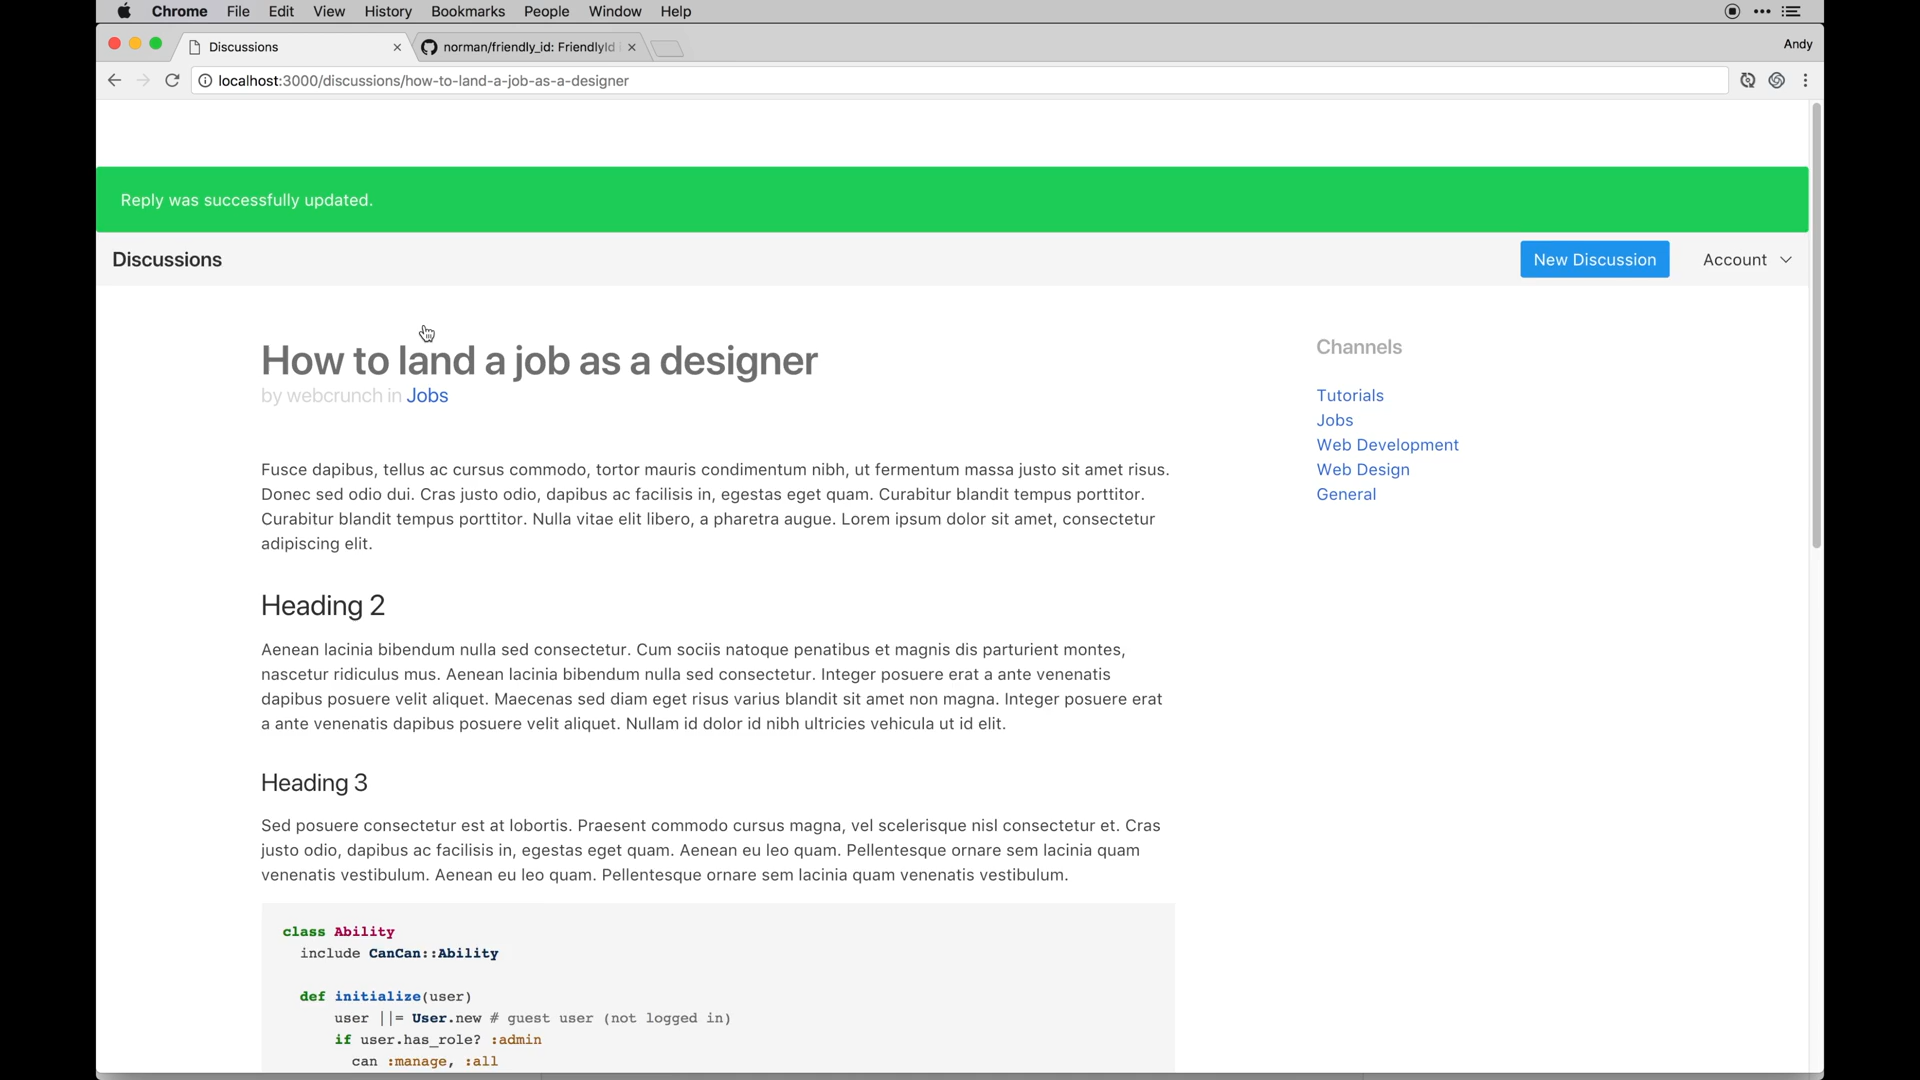 Chrome File Edit View History Bookmarks People Window Help
Discussions
norman/friendly_id: FriendlyId
Andy
localhost:3000/discussions/how-to-land-a-job-as-a-designer
Reply was successfully updated.
Discussions
New Discussion
Account
How to land a job as a designer
by webcrunch in Jobs
Fusce dapibus, tellus ac cursus commodo, tortor mauris condimentum nibh, ut fermentum massa justo sit amet risus.
Donec sed odio dui. Cras justo odio, dapibus ac facilisis in, egestas eget quam. Curabitur blandit tempus porttitor.
Curabitur blandit tempus porttitor. Nulla vitae elit libero, a pharetra augue. Lorem ipsum dolor sit amet, consectetur
adipiscing elit.
Heading 2
Aenean lacinia bibendum nulla sed consectetur. Cum sociis natoque penatibus et magnis dis parturient montes,
nascetur ridiculus mus. Aenean lacinia bibendum nulla sed consectetur. Integer posuere erat a ante venenatis
dapibus posuere velit aliquet. Maecenas sed diam eget risus varius blandit sit amet non magna. Integer posuere erat
a ante venenatis dapibus posuere velit aliquet. Nullam id dolor id nibh ultricies vehicula ut id elit.
Heading 3
Sed posuere consectetur est at lobortis. Praesent commodo cursus magna, vel scelerisque nisl consectetur et. Cras
justo odio, dapibus ac facilisis in, egestas eget quam. Aenean eu leo quam. Pellentesque ornare sem lacinia quam
venenatis vestibulum. Aenean eu leo quam. Pellentesque ornare sem lacinia quam venenatis vestibulum.
class Ability
include CanCan::Ability
def initialize(user)
user ||= User.new # guest user (not logged in)
if user.has_role? :admin
can :manage, :all
Channels
Tutorials
Jobs
Web Development
Web Design
General